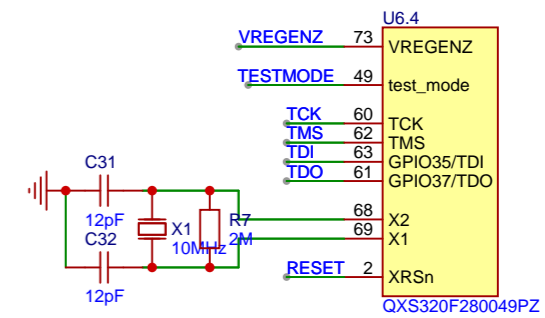 U6.4
VREGENZ 73 VREGENZ
TESTMODE 49 test_mode
TCK 60 TCK
TMS 62 TMS
TDI 63 GPIO35/TDI
TDO 61 GPIO37/TDO
C31
12pF
68 X2
X1 R7
69 X1
10MHz 2M
C32
RESET 2 XRSn
12pF
QXS320F280049PZ